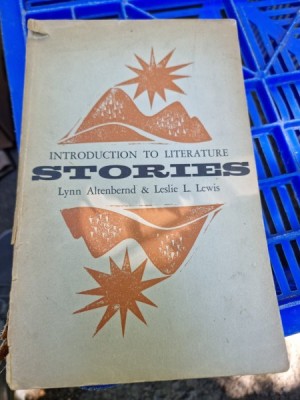 INTRODUCTION TO LITERATURE
STORIES
Lynn Altenbernd & Leslie L. Lewis